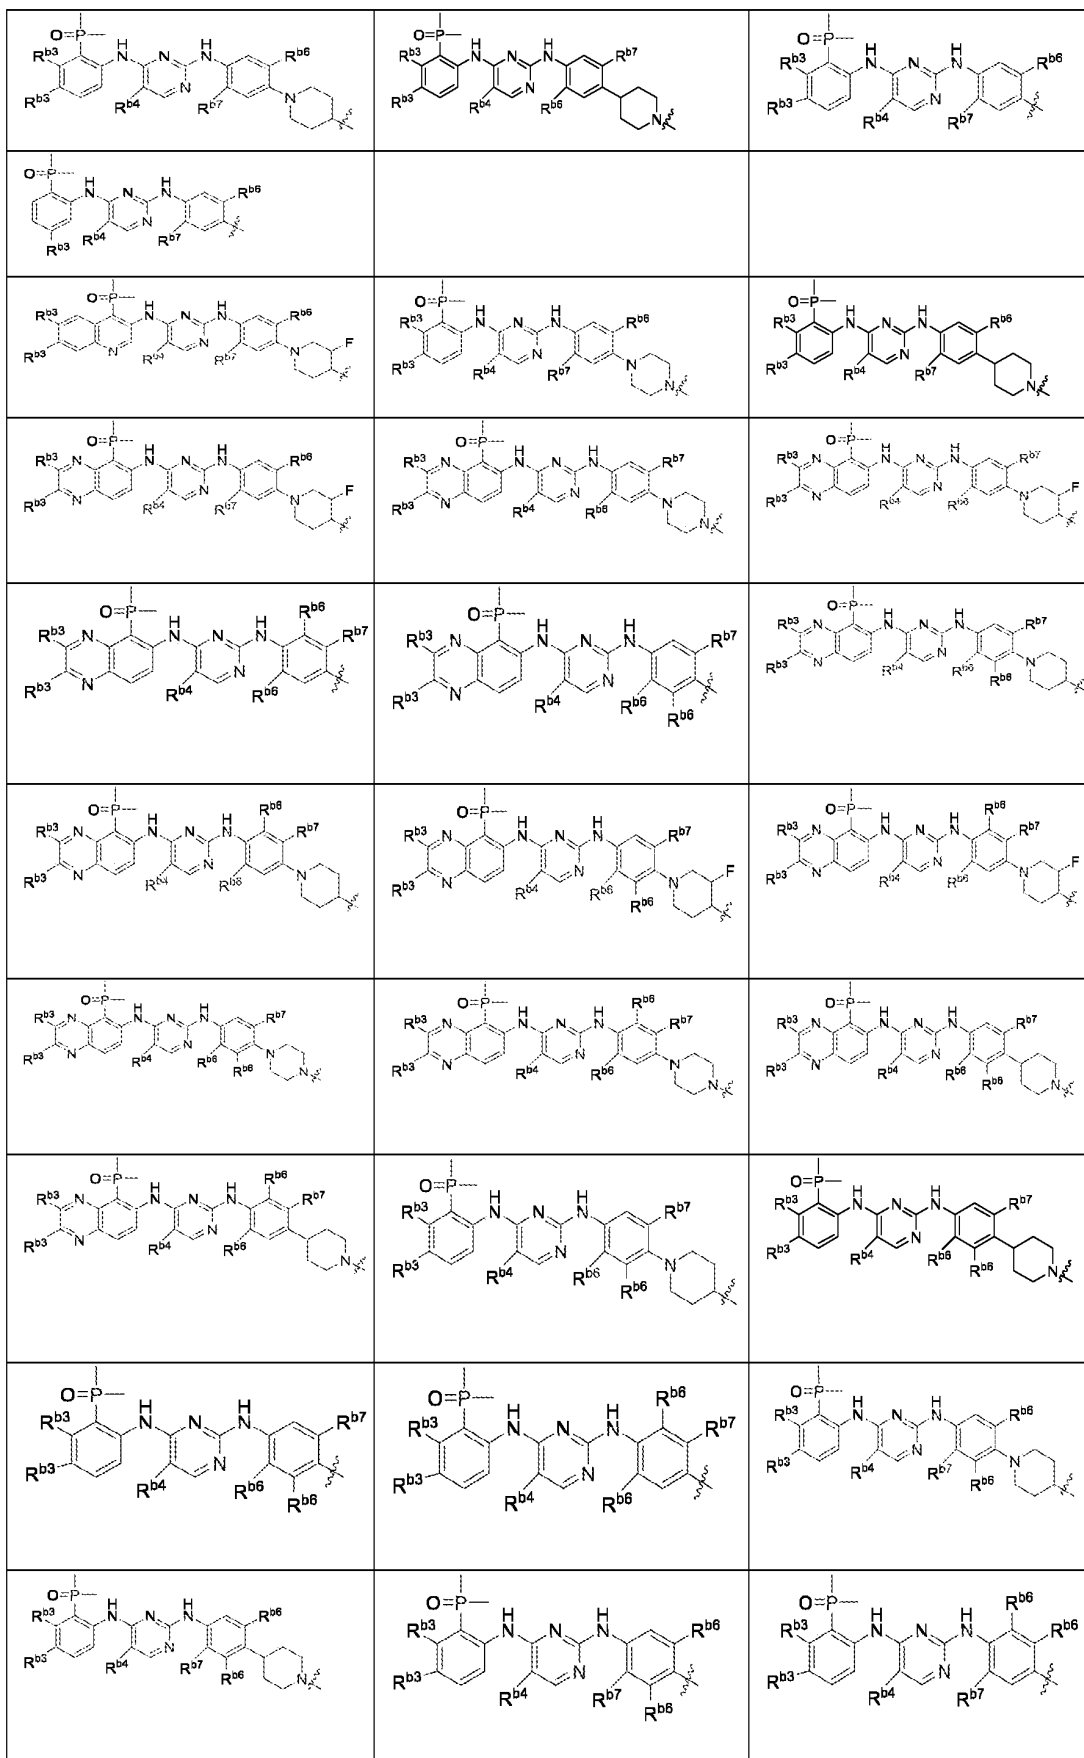 O=P H H
R^b3 N N N R^b6
R^b3 R^b4 N R^b7 N
O=P H H
R^b3 N N N R^b7
R^b3 R^b4 N R^b6 N
O=P H H
R^b3 N N N R^b6
R^b3 R^b4 N R^b7
O=P H H
N N N R^b6
R^b3 R^b4 N R^b7
O=P H H
R^b3 N N N R^b6
R^b3 N R^b4 N R^b7 N F
O=P H H
R^b3 N N N R^b6
R^b3 R^b4 N R^b7 N N
O=P H H
R^b3 N N N R^b6
R^b3 R^b4 N R^b7 N
O=P H H
R^b3 N N N N R^b6
R^b3 N R^b4 N R^b7 N F
O=P H H
R^b3 N N N N R^b7
R^b3 N R^b4 N R^b6 N N
O=P H H
R^b3 N N N N R^b7
R^b3 N R^b4 N R^b6 N F
O=P H H R^b6
R^b3 N N N N R^b7
R^b3 N R^b4 N R^b6
O=P H H
R^b3 N N N N R^b7
R^b3 N R^b4 N R^b6
R^b6
O=P H H
R^b3 N N N N R^b7
R^b3 N R^b4 N R^b6 N
R^b6
O=P H H R^b6
R^b3 N N N N R^b7
R^b3 N R^b4 N R^b6 N
O=P H H
R^b3 N N N N R^b7
R^b3 N R^b4 N R^b6 N F
R^b6
O=P H H R^b6
R^b3 N N N N R^b7
R^b3 N R^b4 N R^b6 N F
O=P H H
R^b3 N N N N R^b7
R^b3 N R^b4 N R^b6 R^b6 N N
O=P H H R^b6
R^b3 N N N N R^b7
R^b3 N R^b4 N R^b6 N N
O=P H H
R^b3 N N N N R^b7
R^b3 N R^b4 N R^b6 R^b6 N
O=P H H R^b6
R^b3 N N N N R^b7
R^b3 N R^b4 N R^b6 N
O=P H H
R^b3 N N N R^b7
R^b3 R^b4 N R^b6 N
R^b6
O=P H H
R^b3 N N N R^b7
R^b3 R^b4 N R^b6 N
R^b6
O=P H H
R^b3 N N N R^b7
R^b3 R^b4 N R^b6
R^b6
O=P H H R^b6
R^b3 N N N R^b7
R^b3 R^b4 N R^b6
O=P H H
R^b3 N N N R^b6
R^b3 R^b4 N R^b7 N
R^b6
O=P H H
R^b3 N N N R^b6
R^b3 R^b4 N R^b7 N
R^b6
O=P H H
R^b3 N N N R^b6
R^b3 R^b4 N R^b7
R^b6
O=P H H R^b6
R^b3 N N N R^b6
R^b3 R^b4 N R^b7